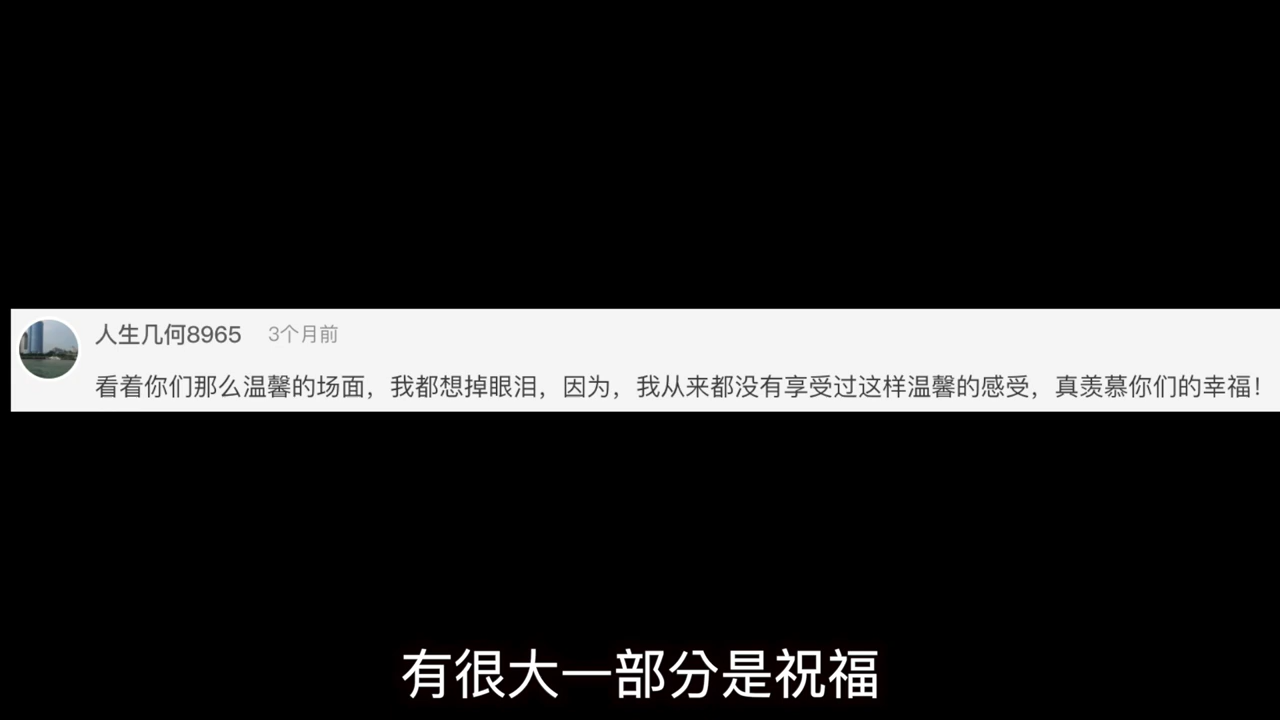 人生几何8965 3个月前
看着你们那么温馨的场面，我都想掉眼泪，因为，我从来都没有享受过这样温馨的感受，真羡慕你们的幸福！
有很大一部分是祝福